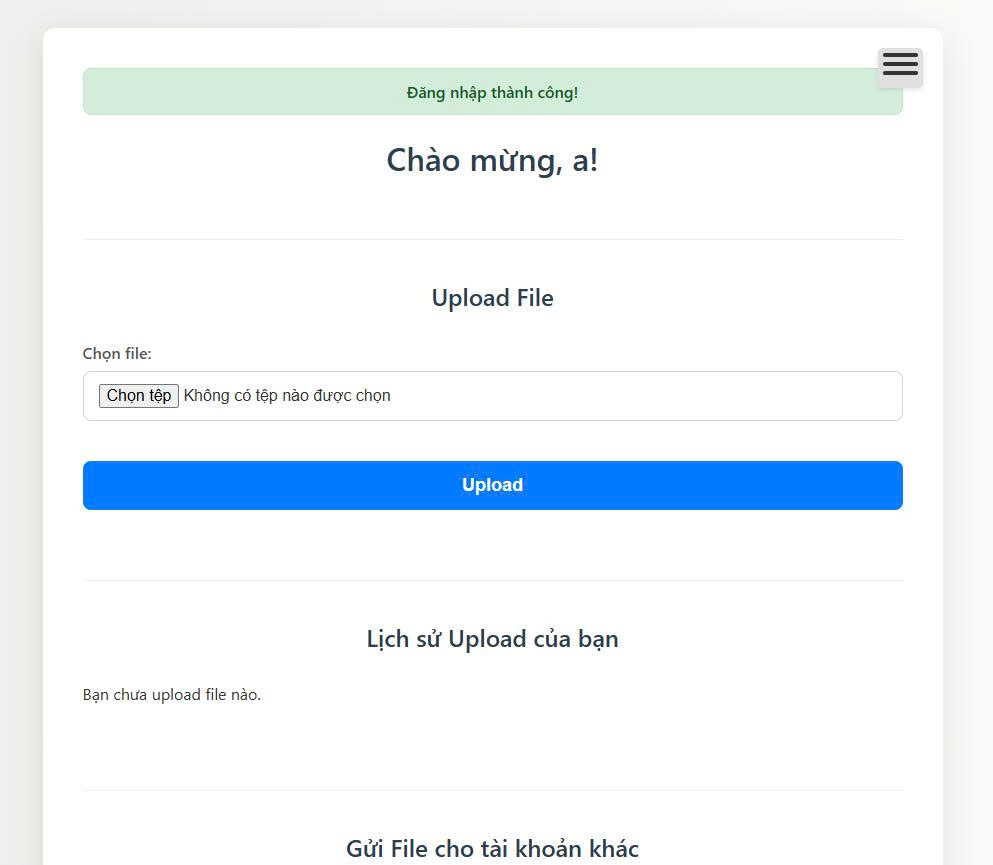 Đăng nhập thành công!
Chào mừng, a!
Upload File
Chọn file:
Chọn tệp Không có tệp nào được chọn
Upload
Lịch sử Upload của bạn
Bạn chưa upload file nào.
Gửi File cho tài khoản khác